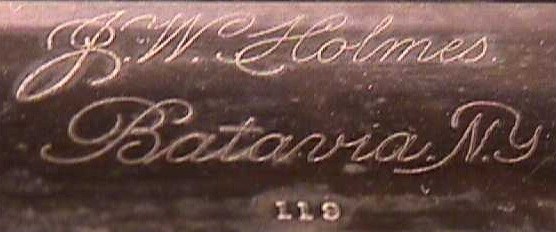 J. W. Holmes.
Batavia. N.Y
119